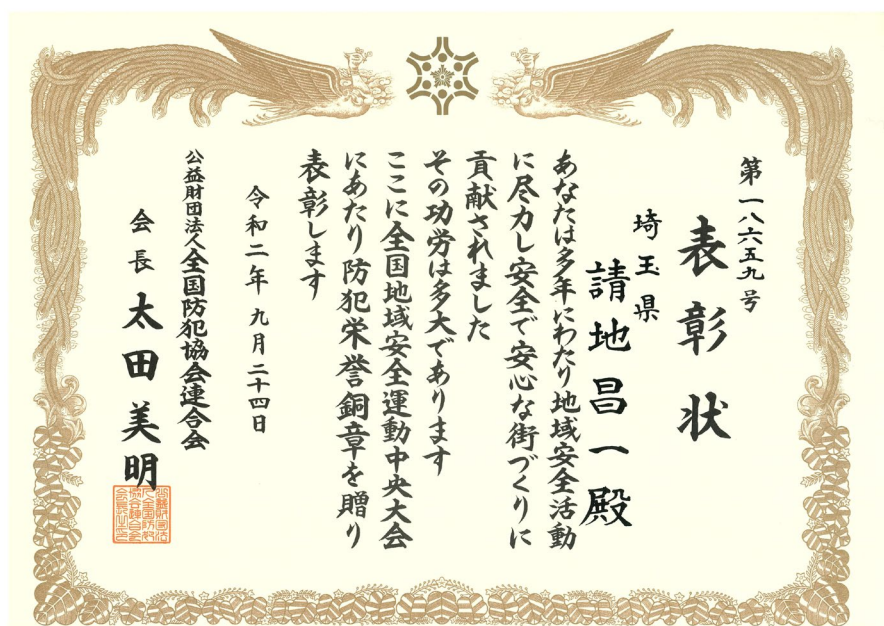 第一八六五九号
表彰状
埼玉県
請地昌一殿
あなたは多年にわたり地域安全活動
に尽力し安全で安心な街づくりに
貢献されました
その功労は多大であります
ここに全国地域安全運動中央大会
にあたり防犯栄誉銅章を贈り
表彰します
令和二年九月二十四日
公益財団法人全国防犯協会連合会
会長太田美明